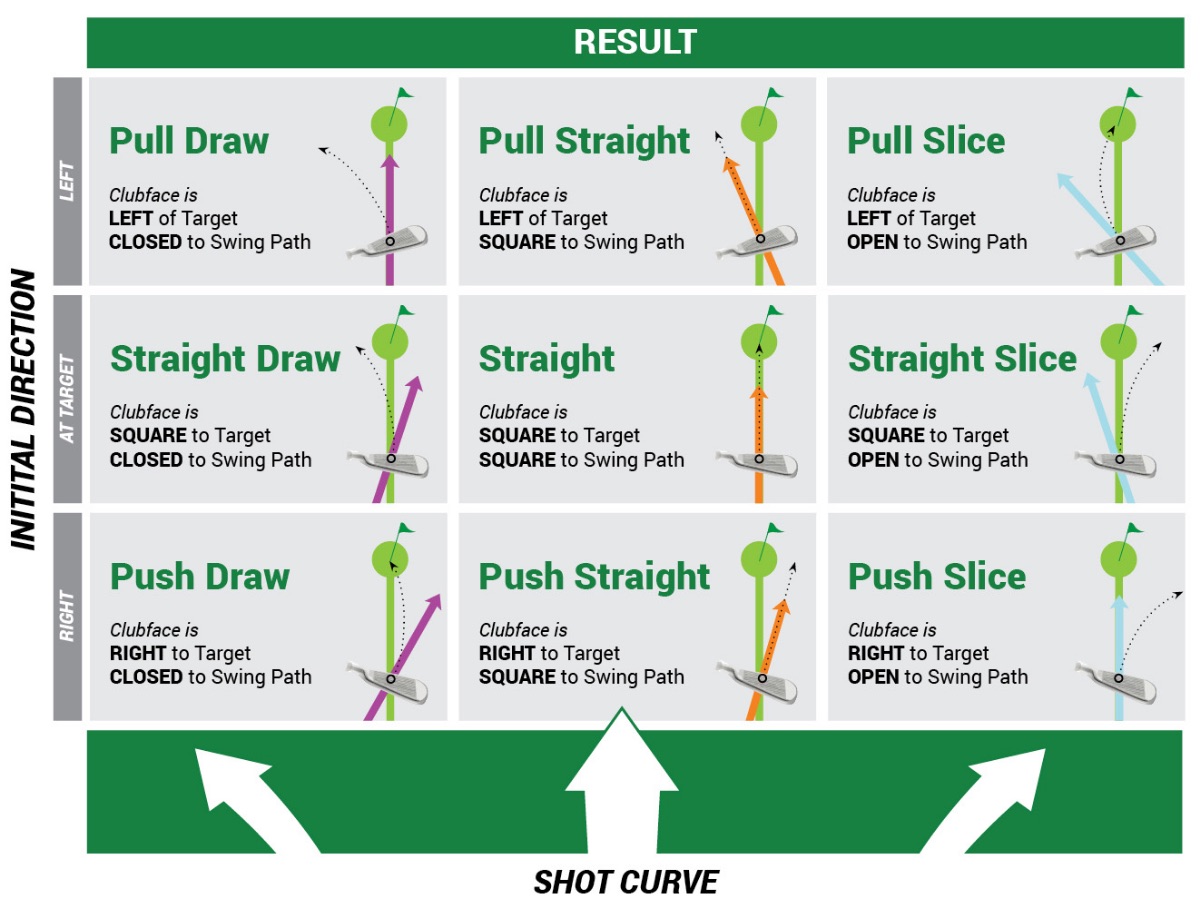 RESULT
LEFT
Pull Draw
Clubface is
LEFT of Target
CLOSED to Swing Path
Pull Straight
Clubface is
LEFT of Target
SQUARE to Swing Path
Pull Slice
Clubface is
LEFT of Target
OPEN to Swing Path
INITITAL DIRECTION
AT TARGET
Straight Draw
Clubface is
SQUARE to Target
CLOSED to Swing Path
Straight
Clubface is
SQUARE to Target
SQUARE to Swing Path
Straight Slice
Clubface is
SQUARE to Target
OPEN to Swing Path
RIGHT
Push Draw
Clubface is
RIGHT to Target
CLOSED to Swing Path
Push Straight
Clubface is
RIGHT to Target
SQUARE to Swing Path
Push Slice
Clubface is
RIGHT to Target
OPEN to Swing Path
SHOT CURVE